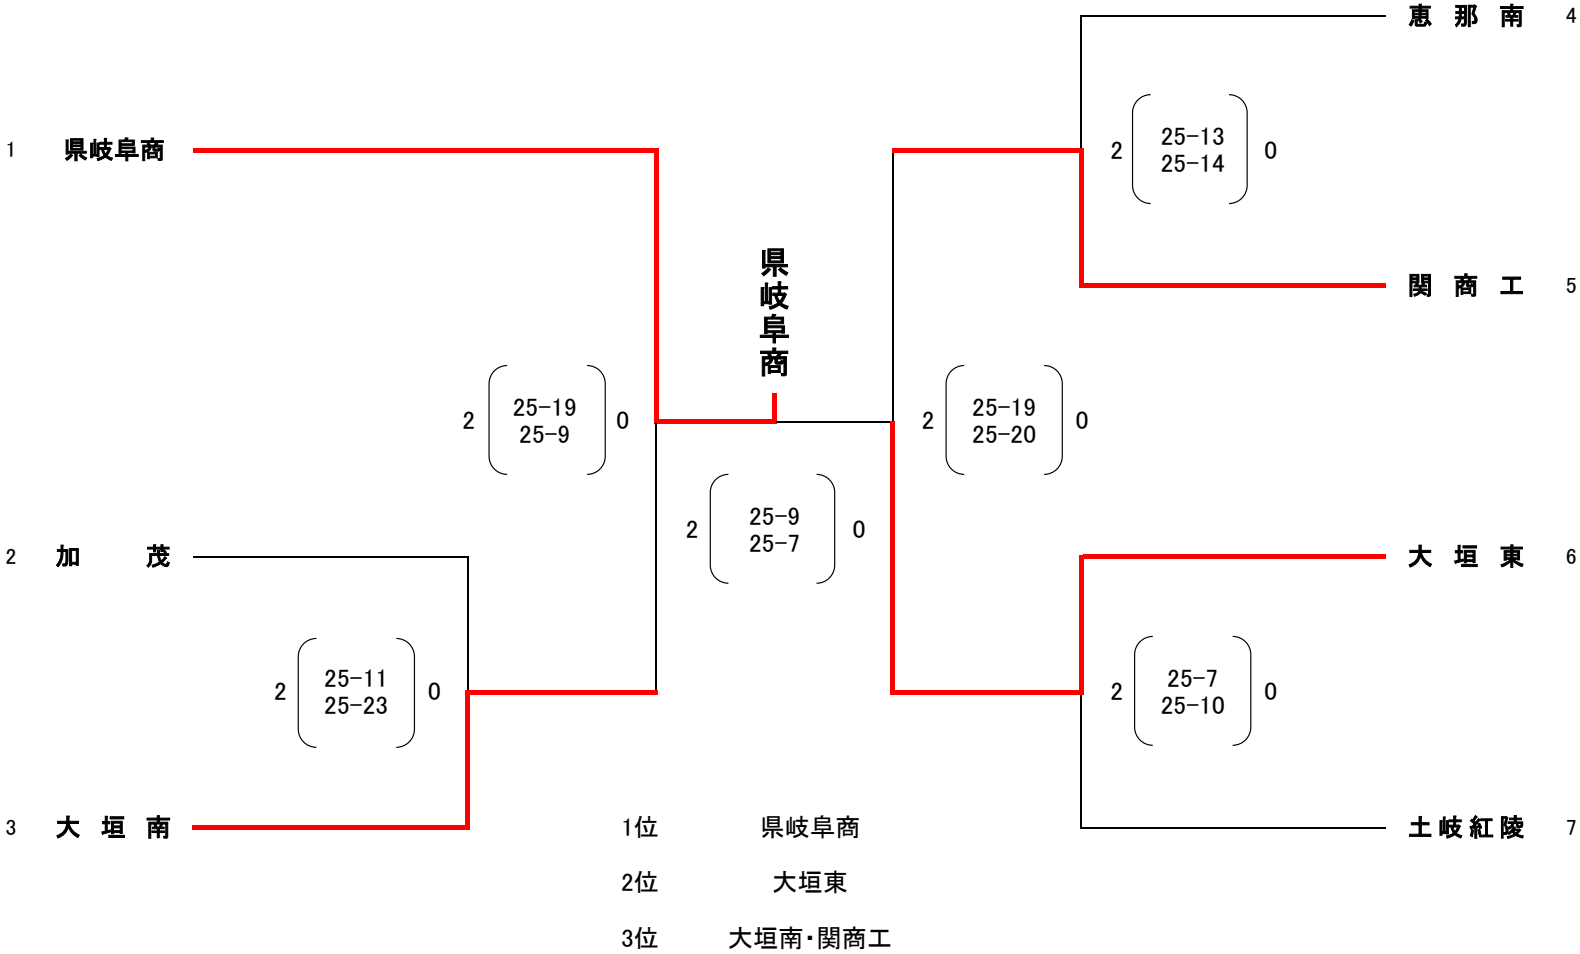 恵那南 4
1 県岐阜商
2 25-13 0
25-14
県岐阜商
関商工 5
2 25-19 0
25-9
2 25-19 0
25-20
2 25-9 0
25-7
2 加茂
大垣東 6
2 25-11 0
25-23
2 25-7 0
25-10
3 大垣南
土岐紅陵 7
1位 県岐阜商
2位 大垣東
3位 大垣南・関商工